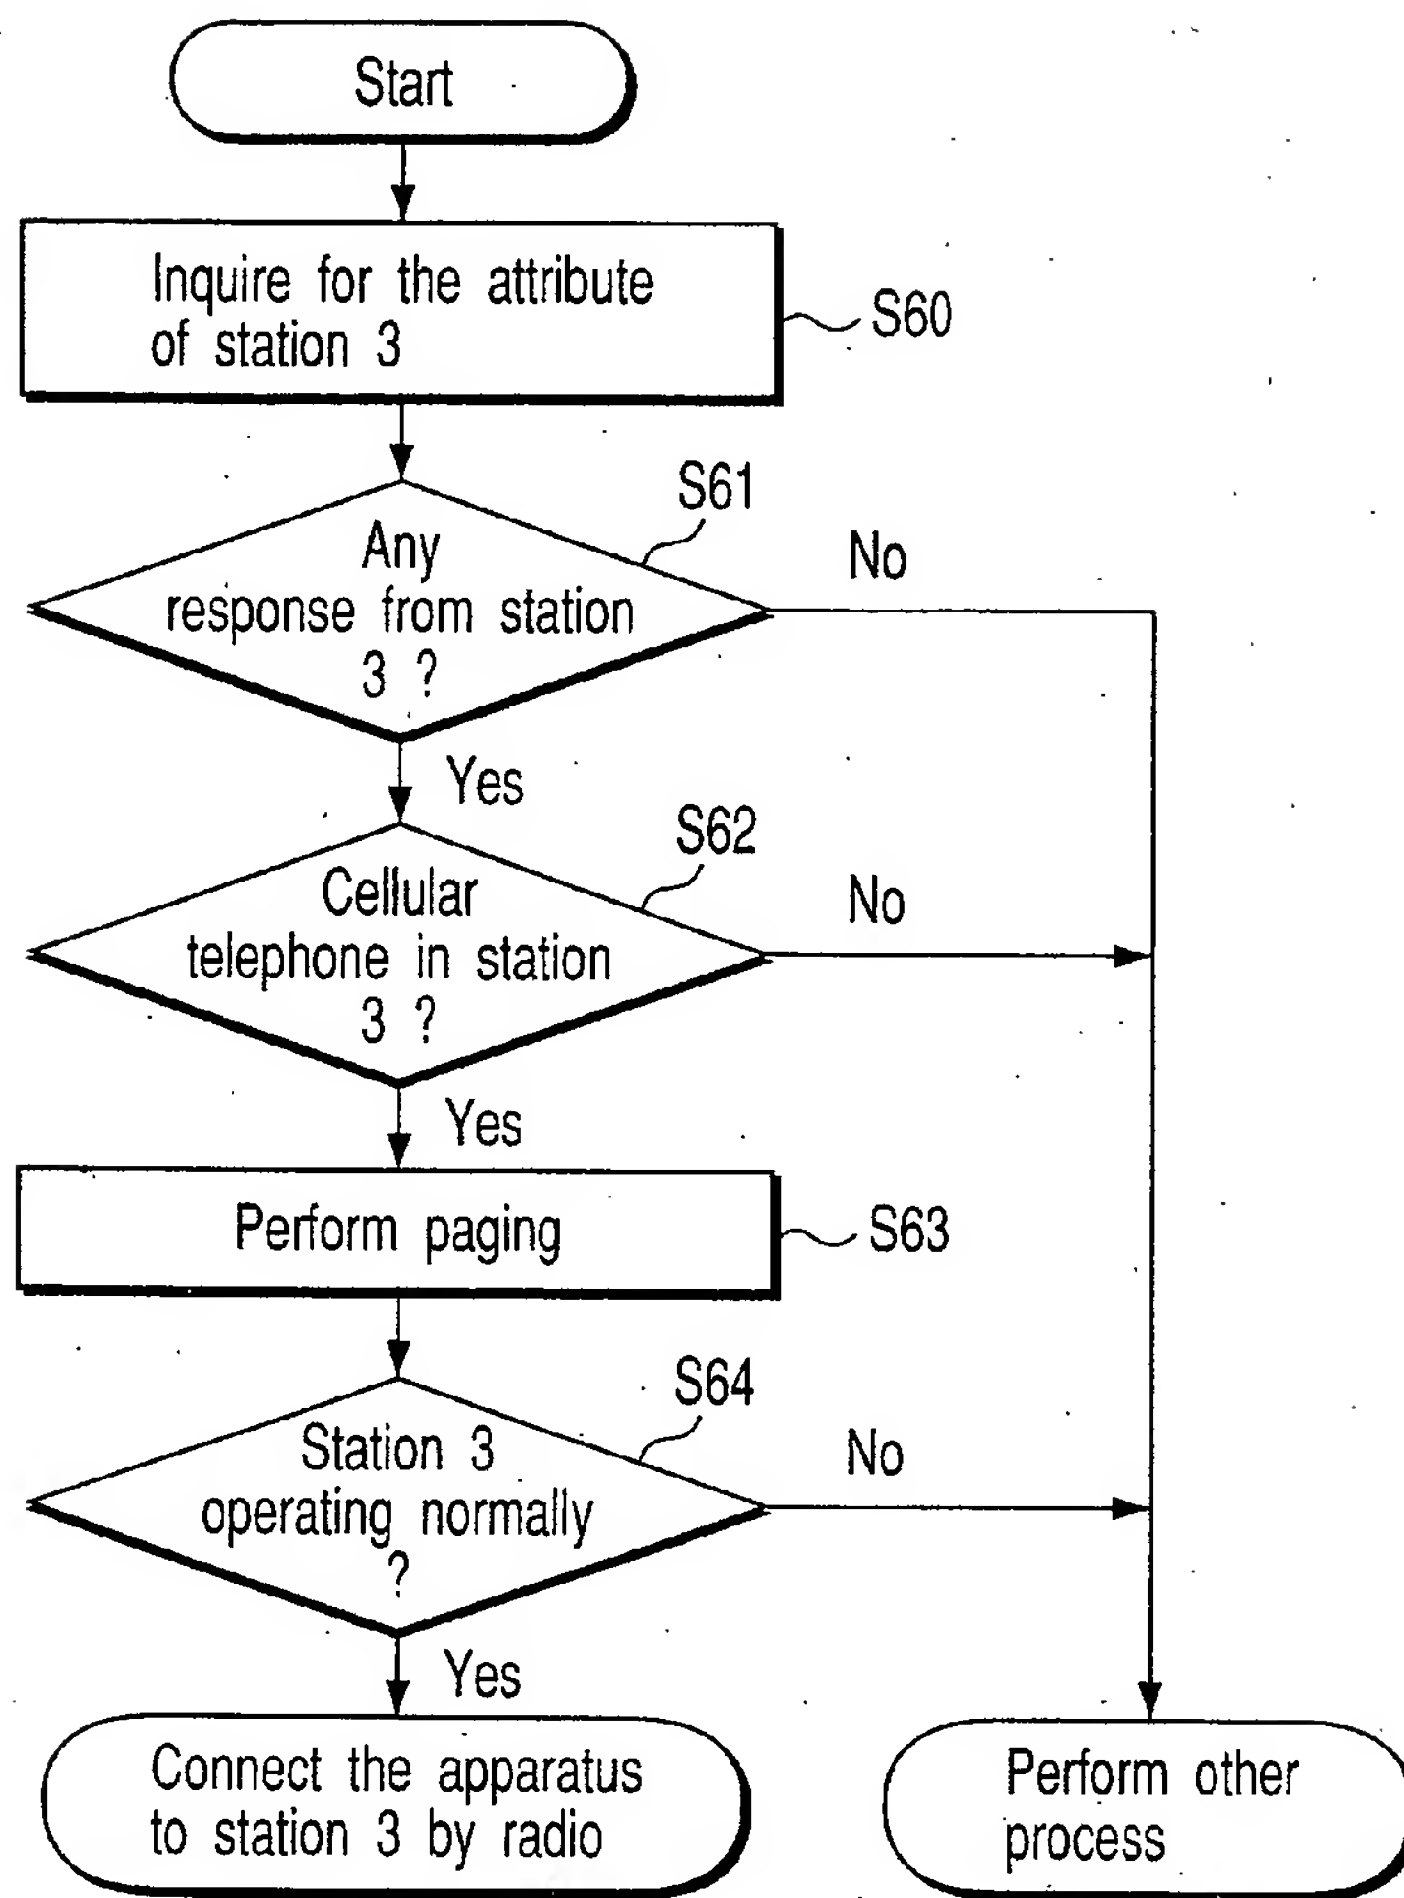 Start
Inquire for the attribute
of station 3
S60
S61
Any
response from station
3 ?
No
Yes
S62
Cellular
telephone in station
3 ?
No
Yes
Perform paging
S63
S64
Station 3
operating normally
?
No
Yes
Connect the apparatus
to station 3 by radio
Perform other
process